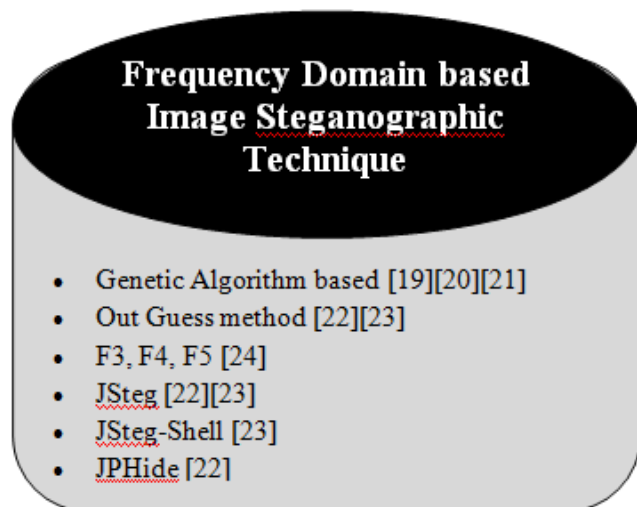 Frequency Domain based
Image Steganographic
Technique
• Genetic Algorithm based [19][20][21]
• Out Guess method [22][23]
• F3, F4, F5 [24]
• JSteg [22][23]
• JSteg-Shell [23]
• JPHide [22]